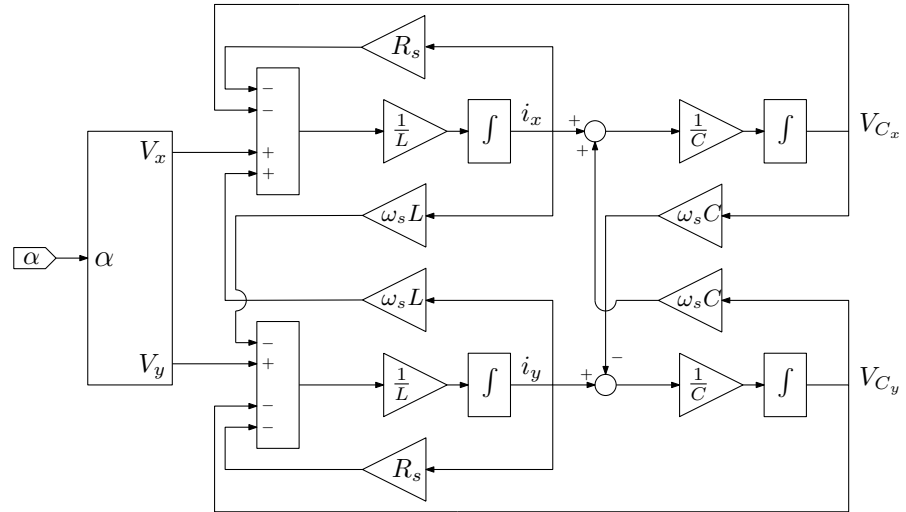 R_s
− −
+ +
1/L ∫ i_x + + 1/C ∫ V_{C_x}
V_x
ω_s L ω_s C
α α
ω_s L ω_s C
V_y
− +
− −
1/L ∫ i_y + − 1/C ∫ V_{C_y}
R_s